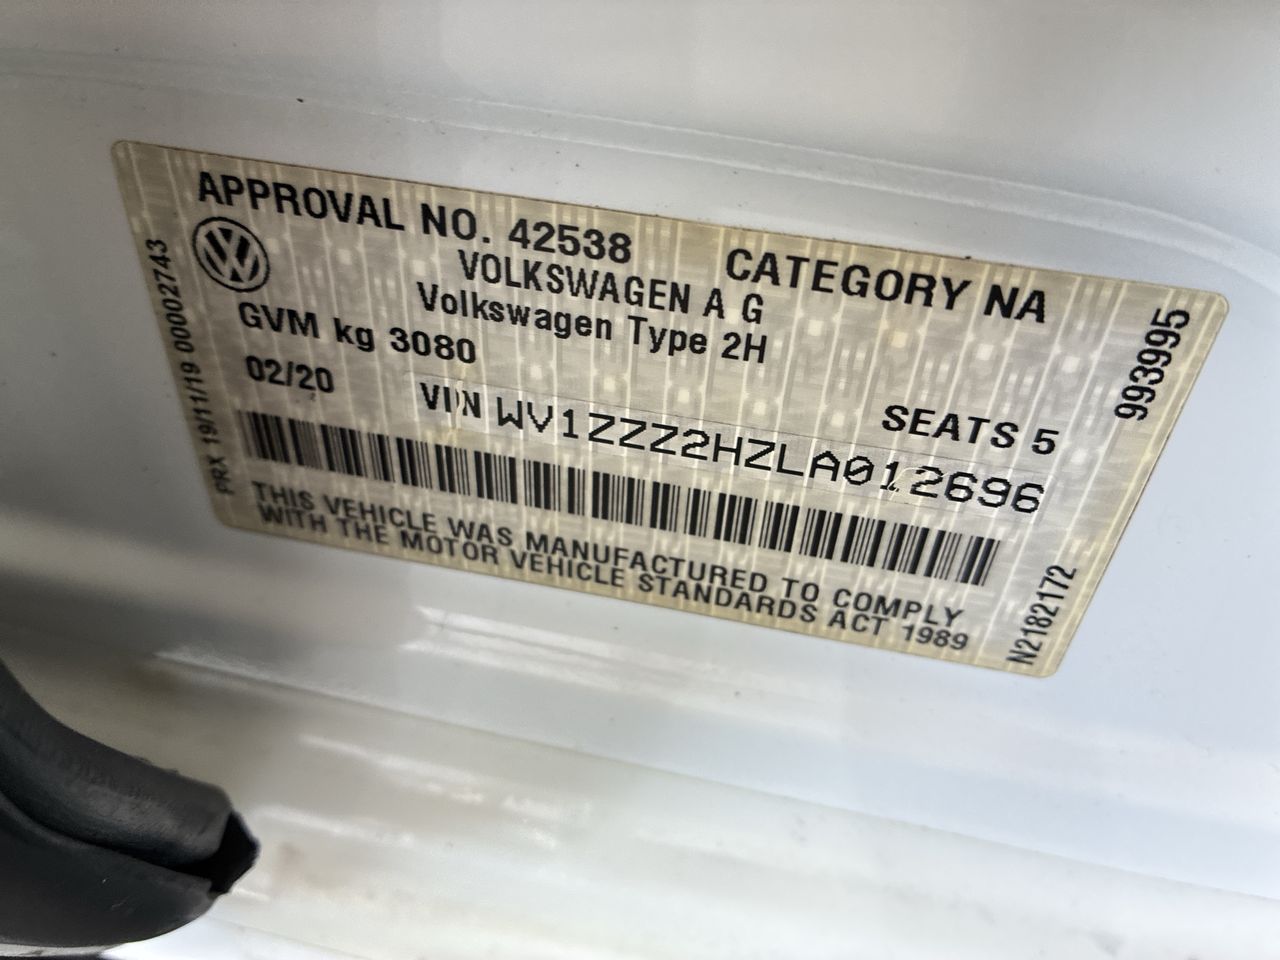 APPROVAL NO. 42538 CATEGORY NA
VOLKSWAGEN A G
Volkswagen Type 2H
GVM kg 3080
02/20 SEATS 5
VIN WV1ZZZ2HZLA012696
THIS VEHICLE WAS MANUFACTURED TO COMPLY
WITH THE MOTOR VEHICLE STANDARDS ACT 1989
PRX 19/11/19 00002743
993995
N2182172